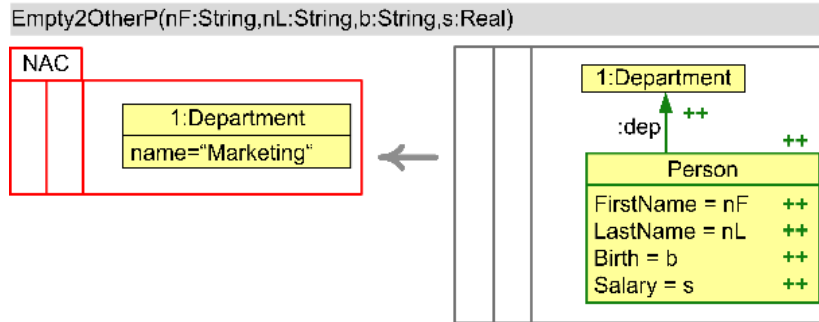 Empty2OtherP(nF:String,nL:String,b:String,s:Real)
NAC
1:Department
name="Marketing“
1:Department
:dep
++
++
Person
FirstName = nF ++
LastName = nL ++
Birth = b ++
Salary = s ++